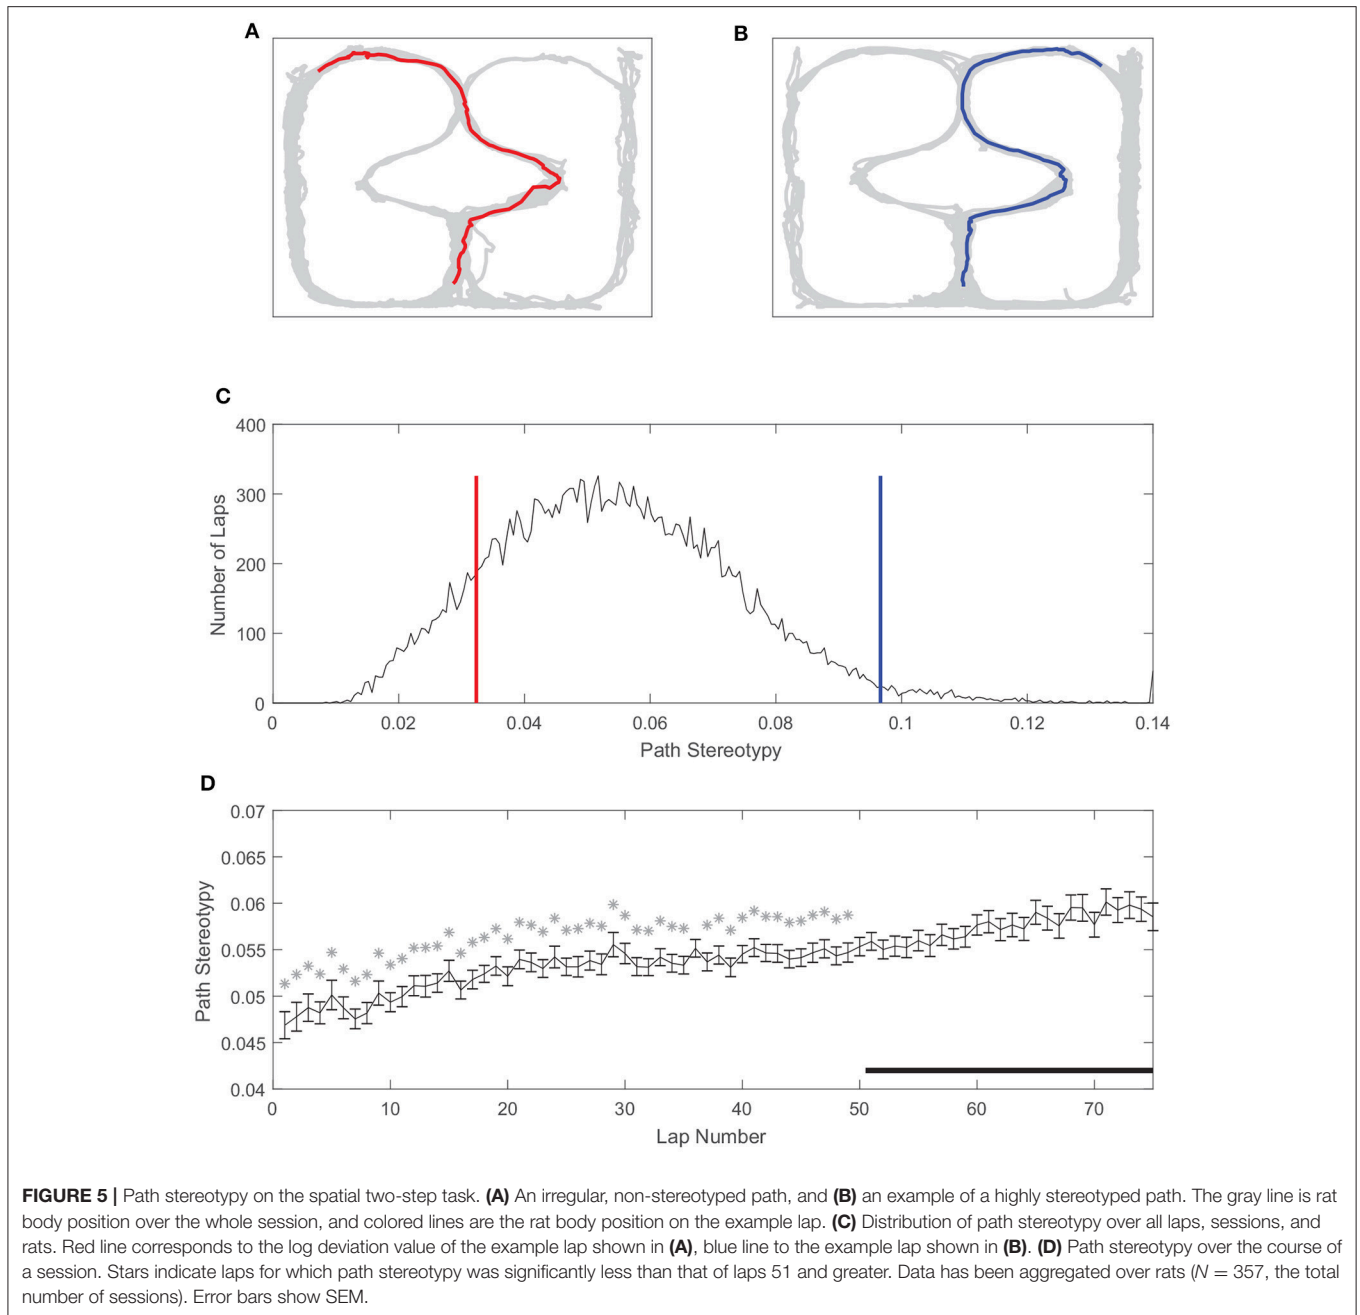 A
B
C
400
300
200
100
0
Number of Laps
0 0.02 0.04 0.06 0.08 0.1 0.12 0.14
Path Stereotypy
D
0.07
0.065
0.06
0.055
0.05
0.045
0.04
Path Stereotypy
0 10 20 30 40 50 60 70
Lap Number
FIGURE 5 | Path stereotypy on the spatial two-step task. (A) An irregular, non-stereotyped path, and (B) an example of a highly stereotyped path. The gray line is rat
body position over the whole session, and colored lines are the rat body position on the example lap. (C) Distribution of path stereotypy over all laps, sessions, and
rats. Red line corresponds to the log deviation value of the example lap shown in (A), blue line to the example lap shown in (B). (D) Path stereotypy over the course of
a session. Stars indicate laps for which path stereotypy was significantly less than that of laps 51 and greater. Data has been aggregated over rats (N = 357, the total
number of sessions). Error bars show SEM.